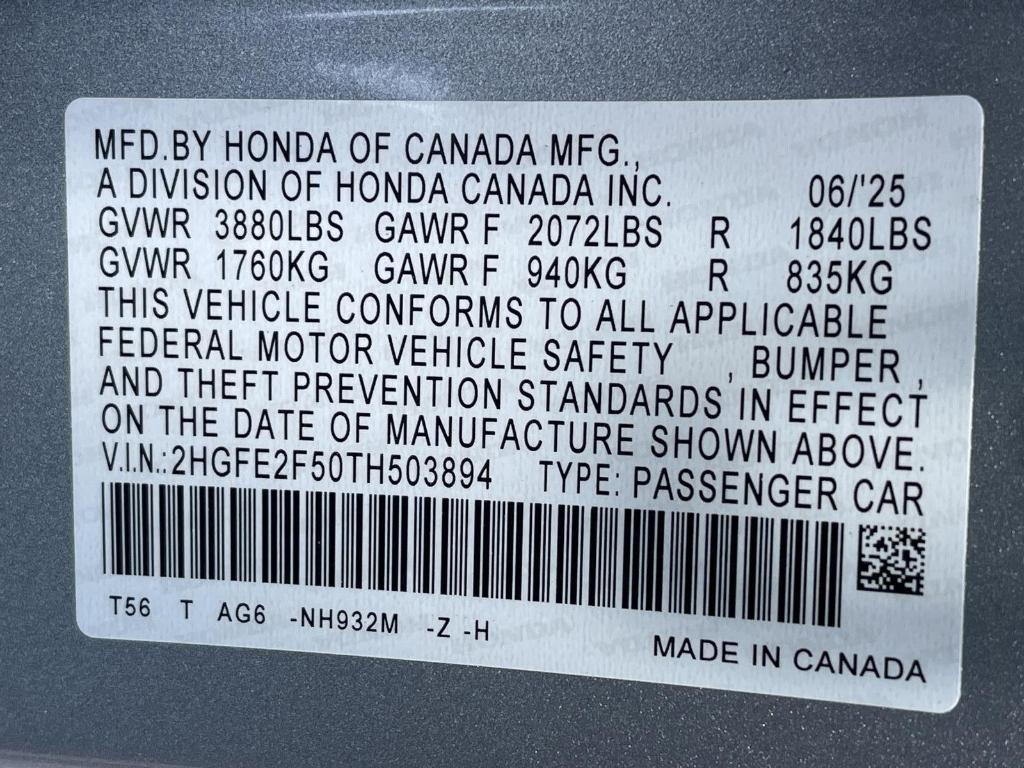 MFD.BY HONDA OF CANADA MFG.,
A DIVISION OF HONDA CANADA INC. 06/'25
GVWR 3880LBS GAWR F 2072LBS R 1840LBS
GVWR 1760KG GAWR F 940KG R 835KG
THIS VEHICLE CONFORMS TO ALL APPLICABLE
FEDERAL MOTOR VEHICLE SAFETY , BUMPER ,
AND THEFT PREVENTION STANDARDS IN EFFECT
ON THE DATE OF MANUFACTURE SHOWN ABOVE.
V.I.N.:2HGFE2F50TH503894 TYPE: PASSENGER CAR
T56 T AG6 -NH932M -Z -H
MADE IN CANADA